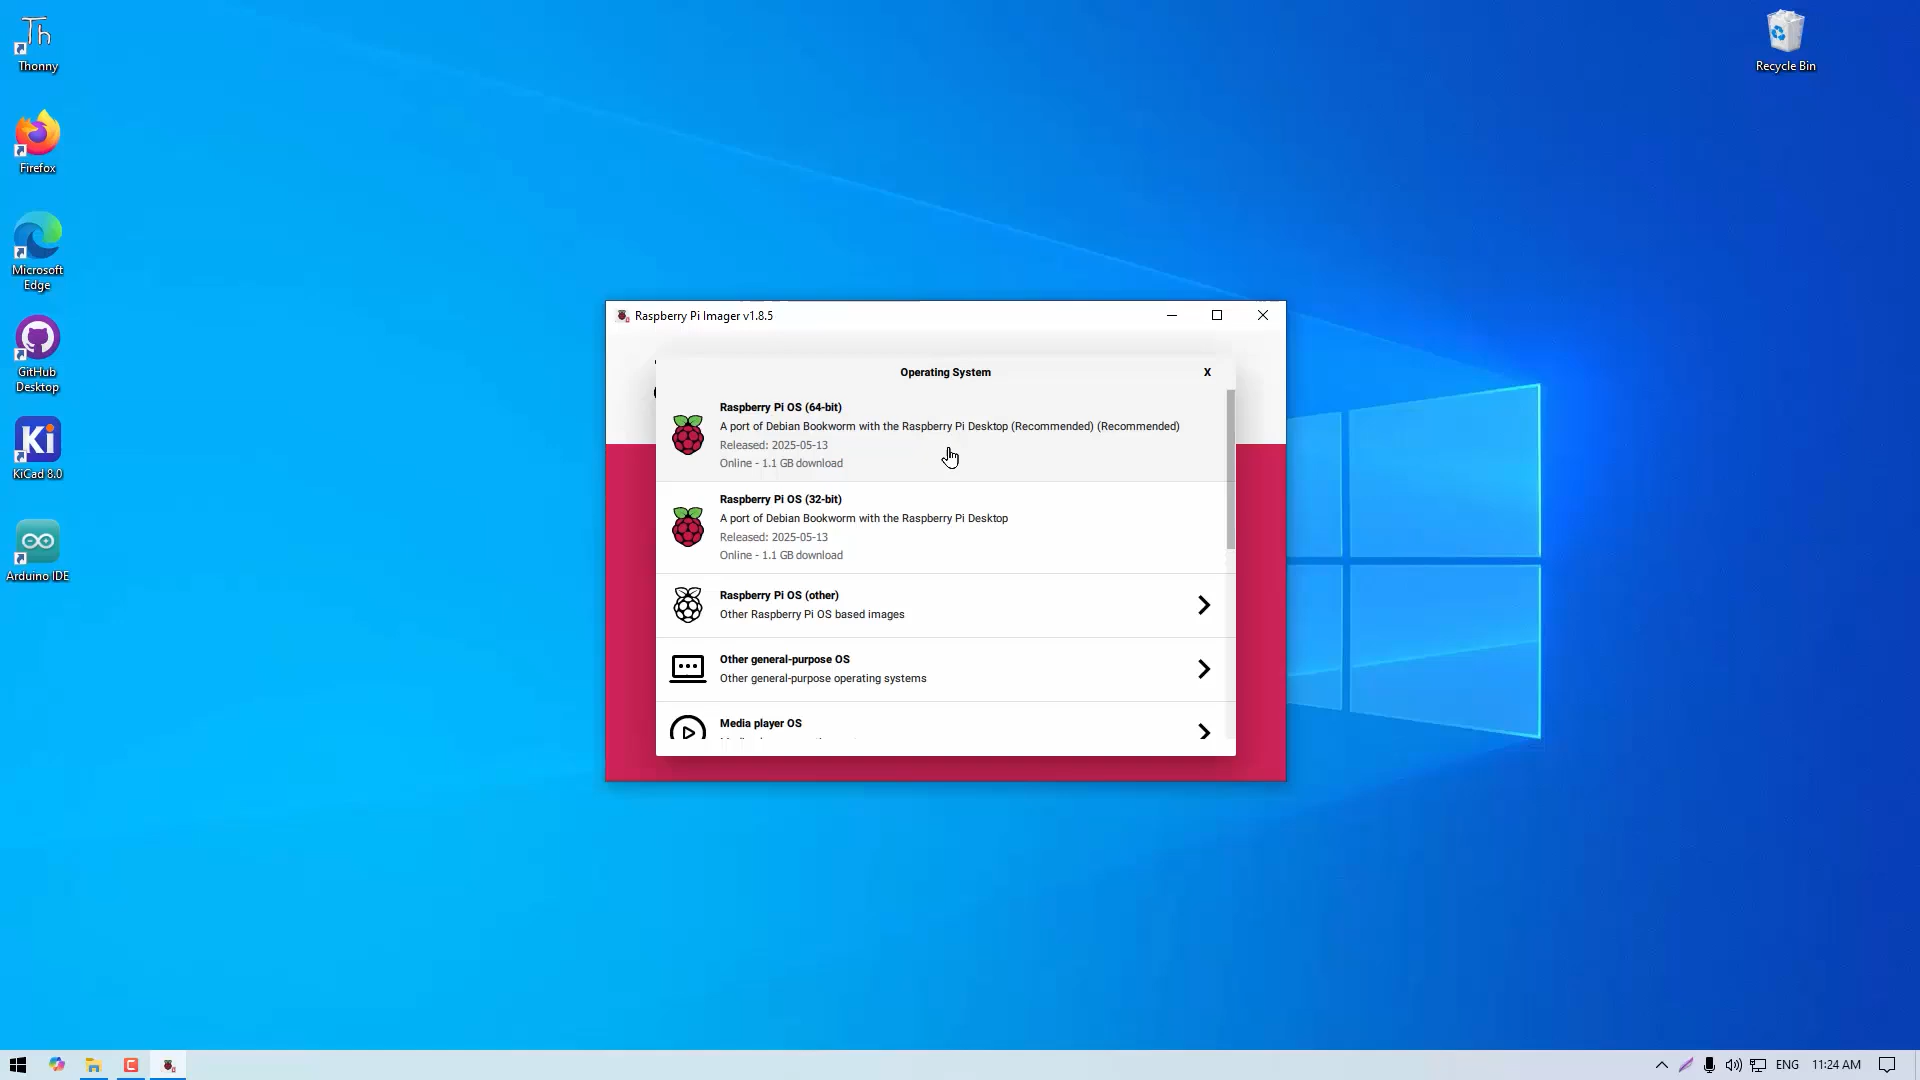 Thonny
Recycle Bin
Firefox
Microsoft
Edge
GitHub
Desktop
KiCad 8.0
Arduino IDE
Raspberry Pi Imager v1.8.5
Operating System
X
Raspberry Pi OS (64-bit)
A port of Debian Bookworm with the Raspberry Pi Desktop (Recommended) (Recommended)
Released: 2025-05-13
Online - 1.1 GB download
Raspberry Pi OS (32-bit)
A port of Debian Bookworm with the Raspberry Pi Desktop
Released: 2025-05-13
Online - 1.1 GB download
Raspberry Pi OS (other)
Other Raspberry Pi OS based images
Other general-purpose OS
Other general-purpose operating systems
Media player OS
ENG
11:24 AM